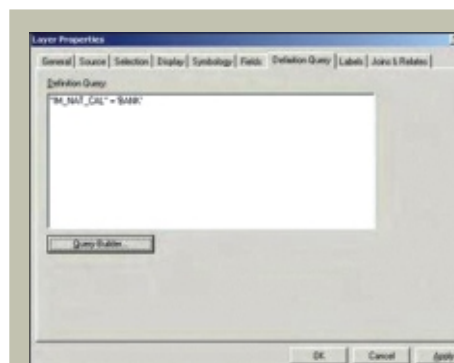 Layer Properties
General Source Selection Display Symbology Fields Definition Query Labels Joins & Relates
Definition Query:
"IM_NAT_CAL" = 'BANK'
Query Builder...
OK Cancel Apply